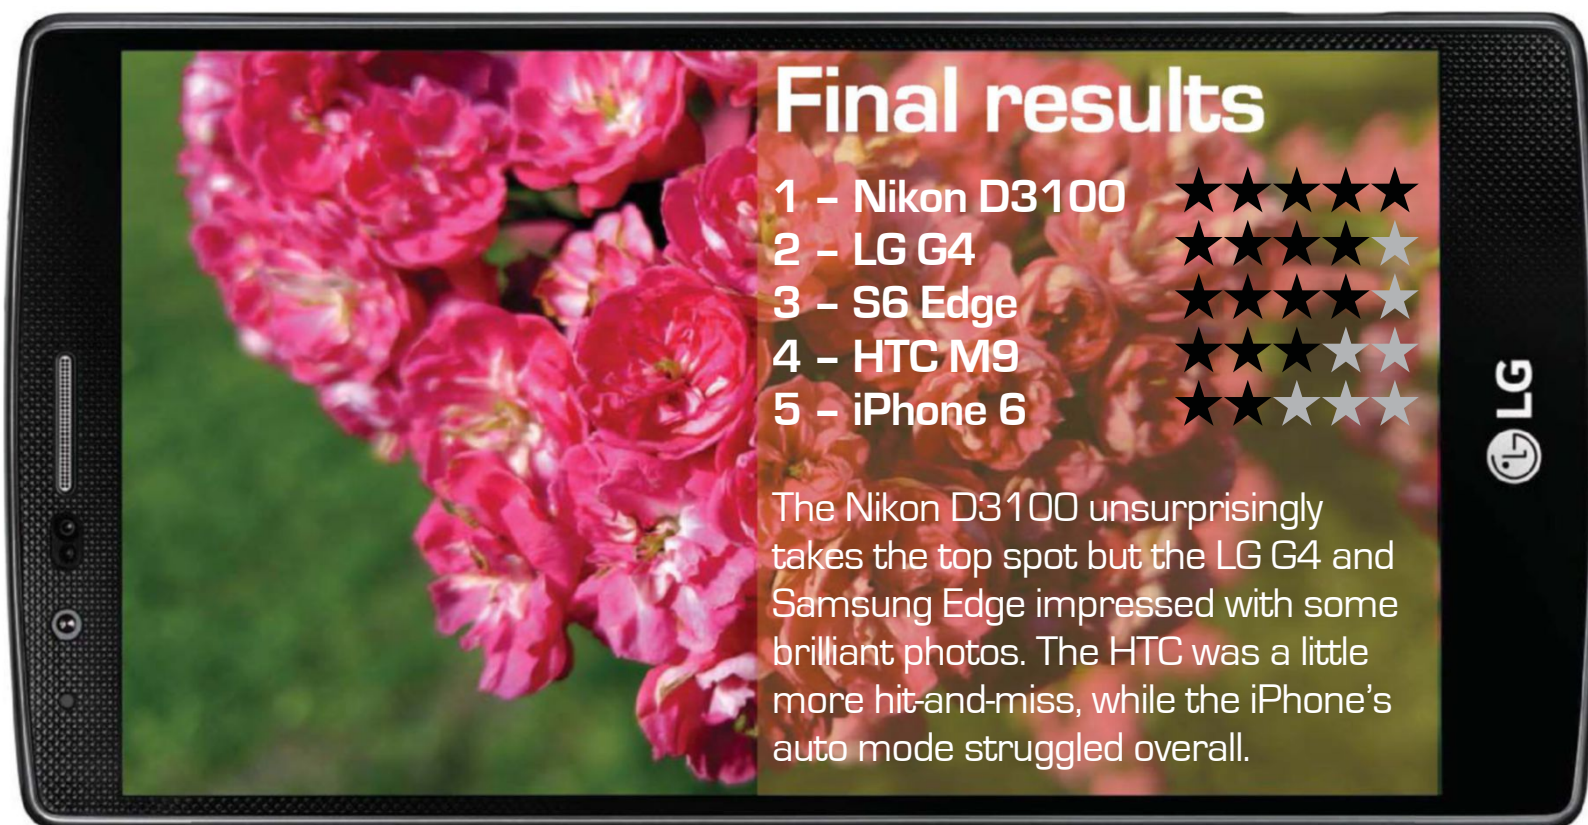 Final results
1 – Nikon D3100 ★★★★★
2 – LG G4 ★★★★★
3 – S6 Edge ★★★★★
4 – HTC M9 ★★★★★
5 – iPhone 6 ★★★★★
The Nikon D3100 unsurprisingly
takes the top spot but the LG G4 and
Samsung Edge impressed with some
brilliant photos. The HTC was a little
more hit-and-miss, while the iPhone’s
auto mode struggled overall.
LG